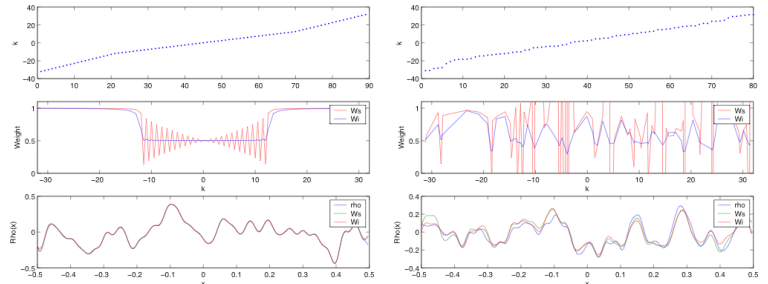 40
20
0
−20
−40
k
0 10 20 30 40 50 60 70 80 90
40
20
0
−20
−40
k
0 10 20 30 40 50 60 70 80
1
0.5
0
Weight
Ws
Wi
−30 −20 −10 0 10 20 30
k
1
0.5
0
Weight
Ws
Wi
−30 −20 −10 0 10 20 30
k
0.5
0
−0.5
Rho(x)
rho
Ws
Wi
−0.5 −0.4 −0.3 −0.2 −0.1 0 0.1 0.2 0.3 0.4 0.5
x
0.4
0.2
0
−0.2
−0.4
Rho(x)
rho
Ws
Wi
−0.5 −0.4 −0.3 −0.2 −0.1 0 0.1 0.2 0.3 0.4 0.5
x